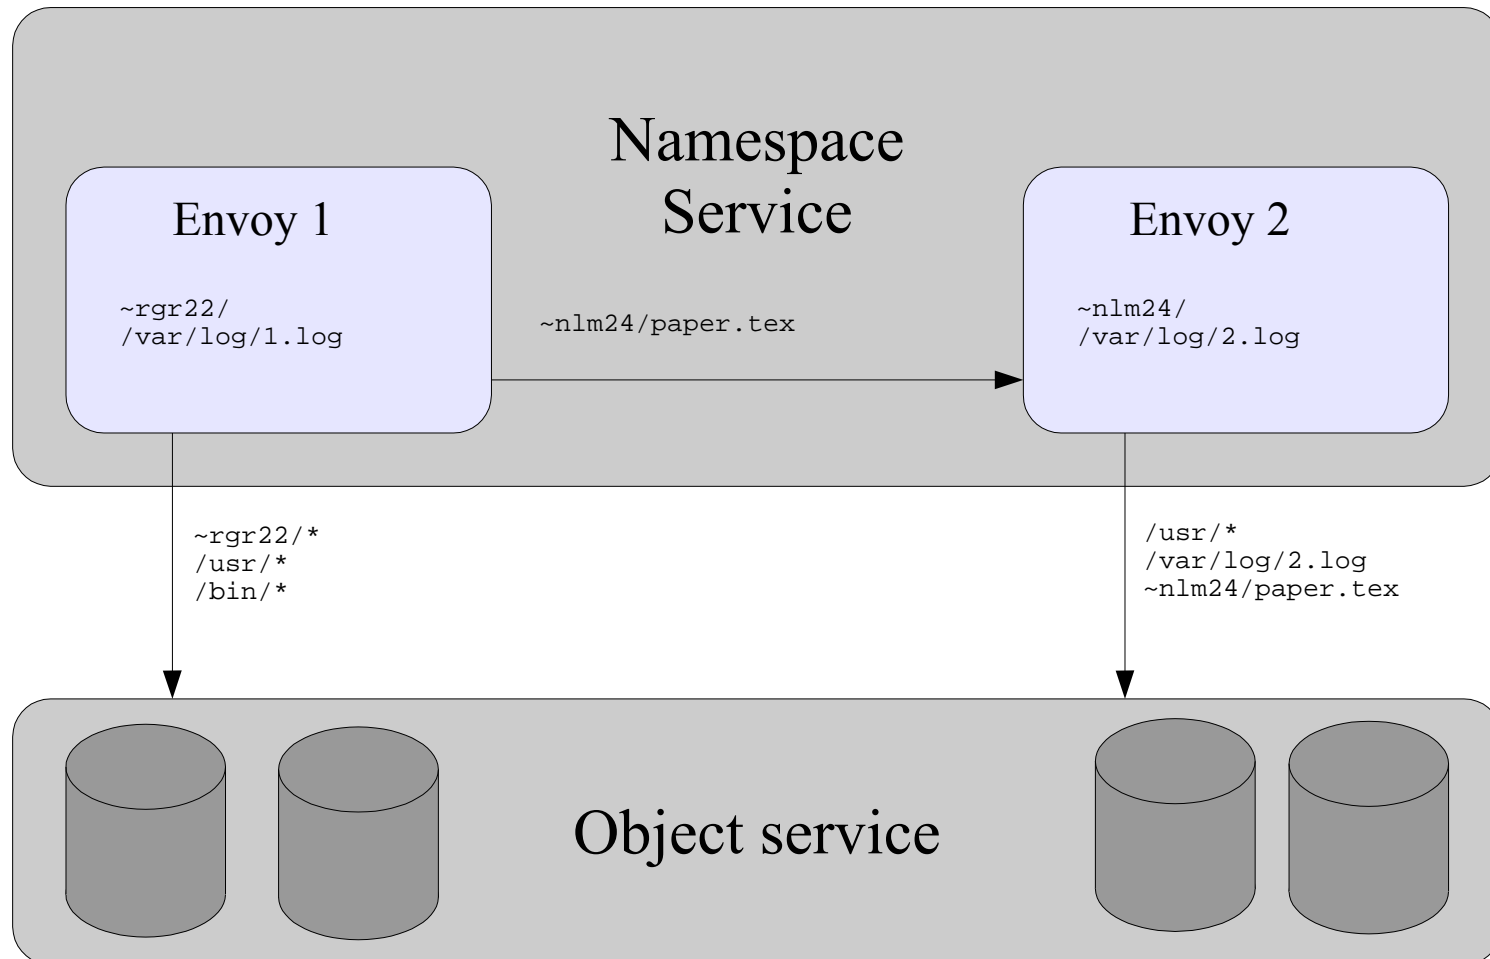 Namespace
Service
Envoy 1
~rgr22/
/var/log/1.log
~nlm24/paper.tex
Envoy 2
~nlm24/
/var/log/2.log
~rgr22/*
/usr/*
/bin/*
/usr/*
/var/log/2.log
~nlm24/paper.tex
Object service